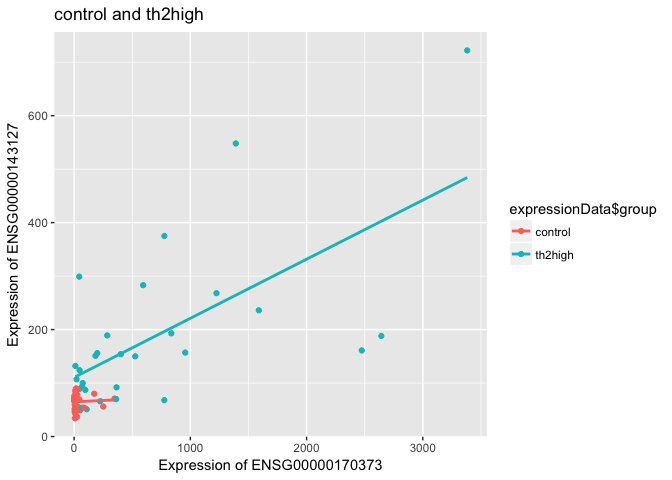 control and th2high
Expression of ENSG00000143127
600
400
200
0
0 1000 2000 3000
Expression of ENSG00000170373
expressionData$group
control
th2high